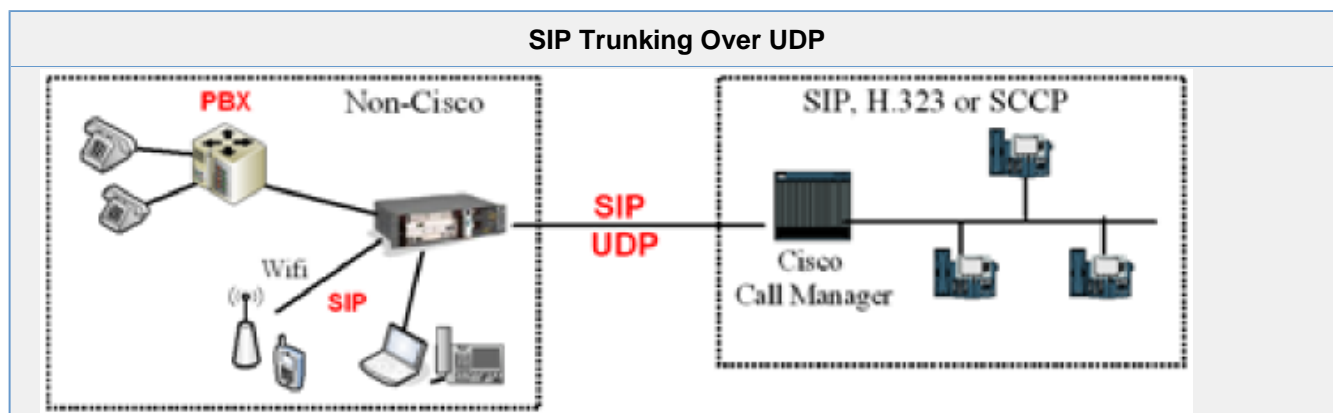 SIP Trunking Over UDP
PBX
Non-Cisco
Wifi
SIP
SIP
UDP
SIP, H.323 or SCCP
Cisco
Call Manager